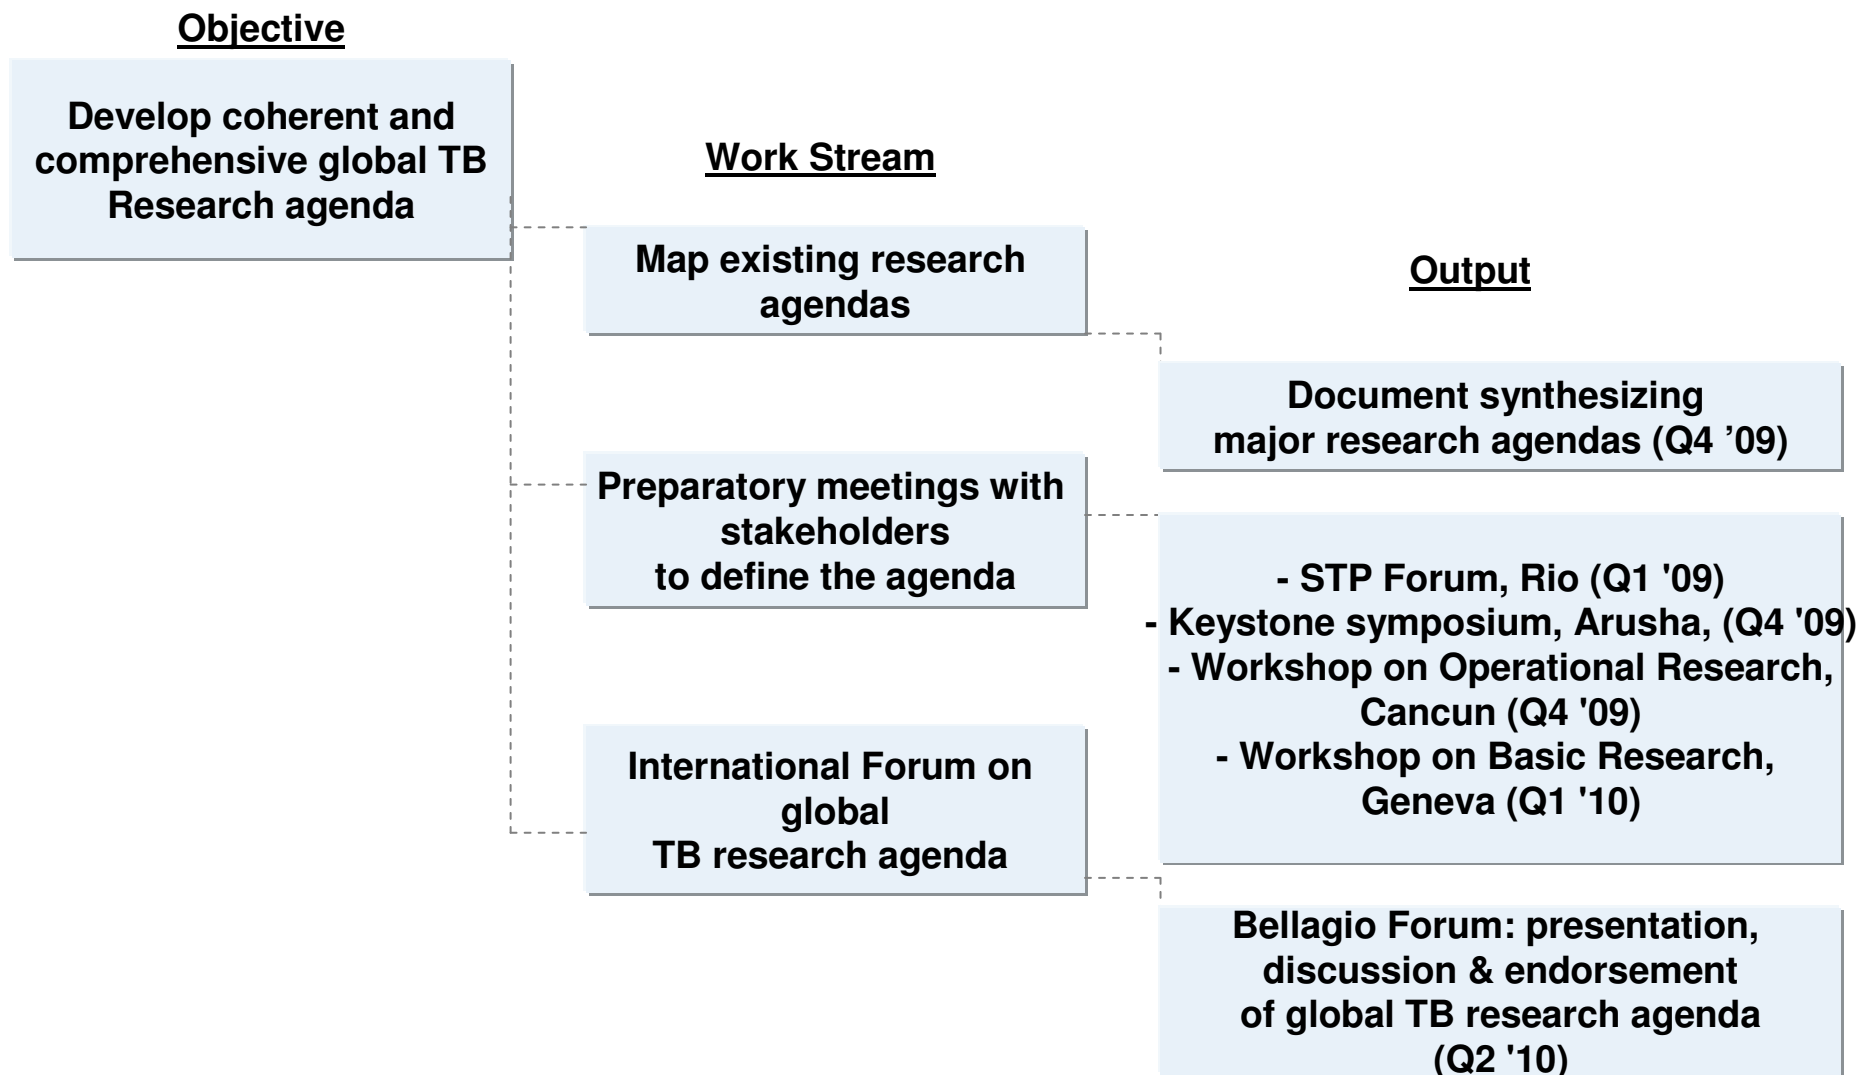 Objective
Develop coherent and
comprehensive global TB
Research agenda
Work Stream
Map existing research
agendas
Output
Document synthesizing
major research agendas (Q4 ’09)
Preparatory meetings with
stakeholders
to define the agenda
- STP Forum, Rio (Q1 '09)
- Keystone symposium, Arusha, (Q4 '09)
- Workshop on Operational Research,
Cancun (Q4 '09)
- Workshop on Basic Research,
Geneva (Q1 '10)
International Forum on
global
TB research agenda
Bellagio Forum: presentation,
discussion & endorsement
of global TB research agenda
(Q2 '10)